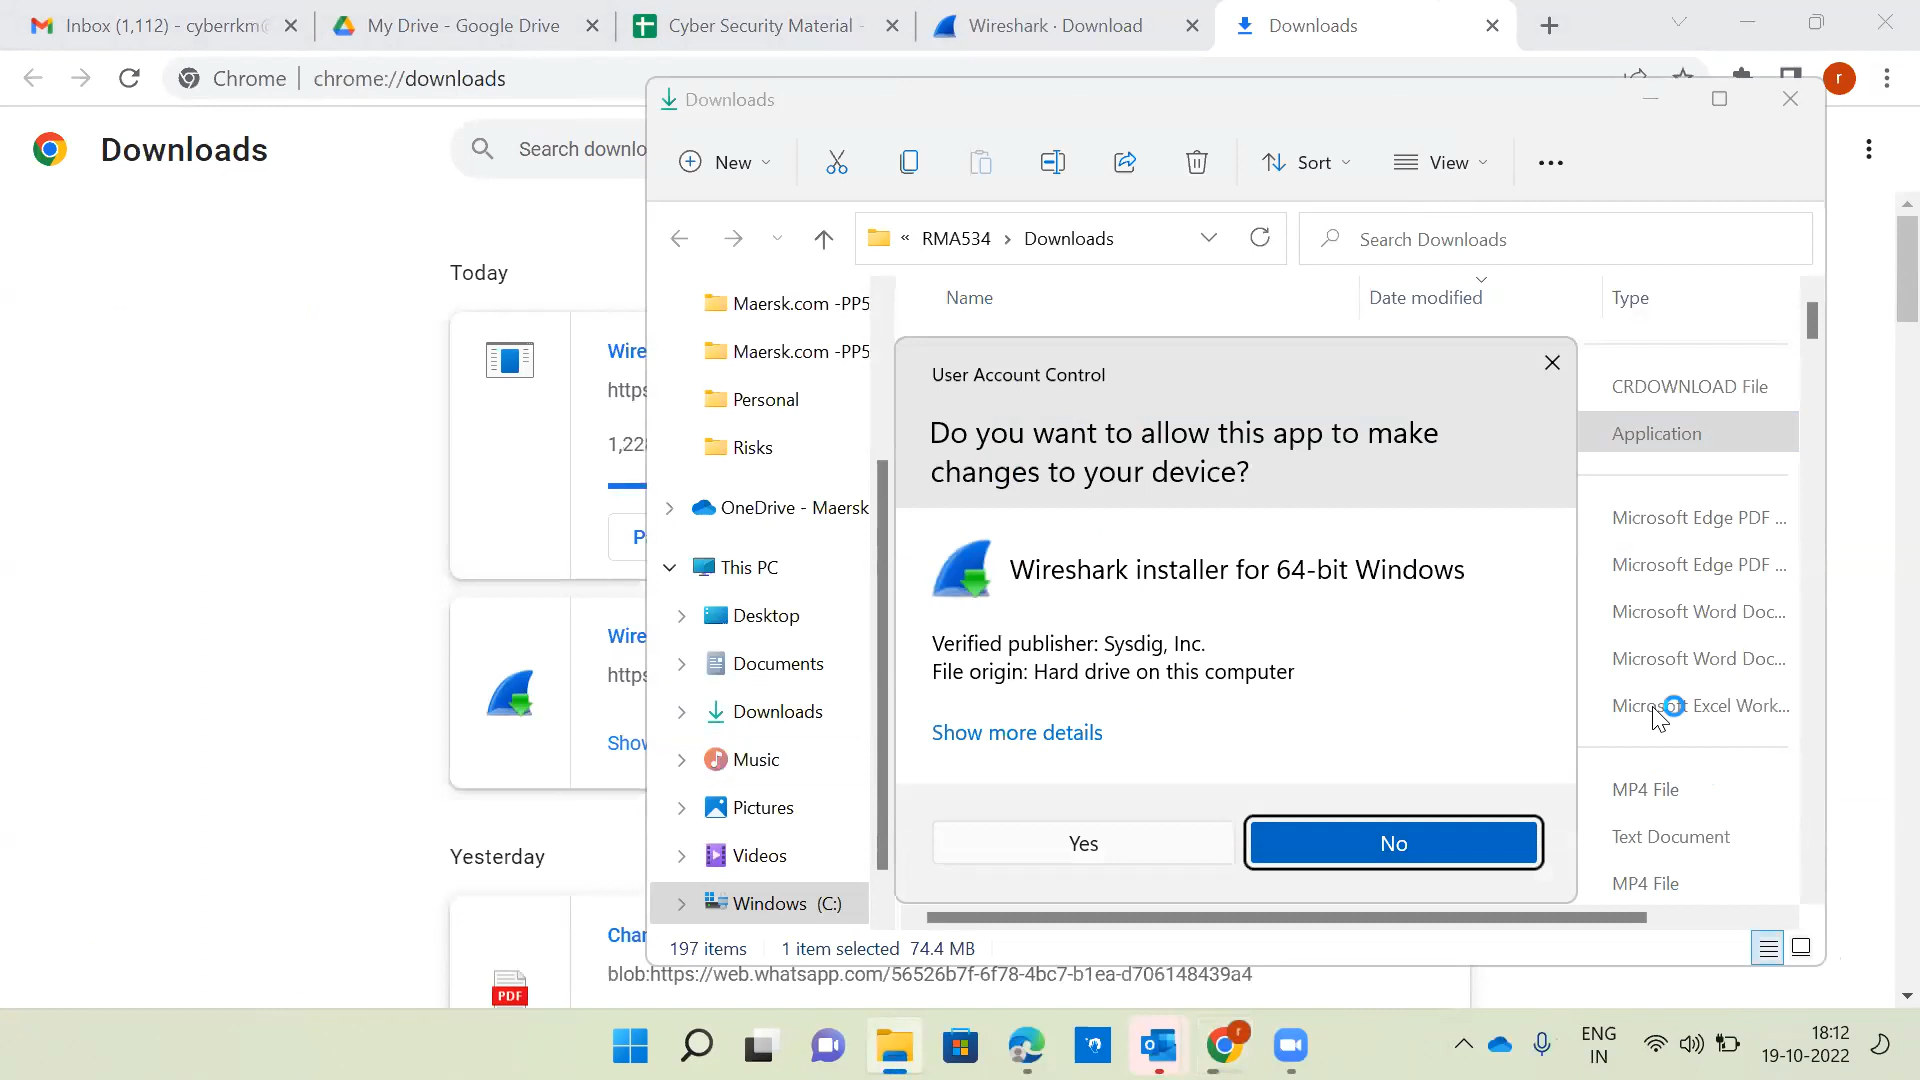 Inbox (1,112) - cyberrkm@
My Drive - Google Drive
Cyber Security Material -
Wireshark · Download
Downloads
Chrome
chrome://downloads
r
Downloads
Search downlo
Today
Wire
https
1,228
P
Wire
https
Show
Yesterday
Chan
blob:https://web.whatsapp.com/56526b7f-6f78-4bc7-b1ea-d706148439a4
PDF
Downloads
New
Sort
View
« RMA534 > Downloads
Search Downloads
Maersk.com -PP5
Maersk.com -PP5
Personal
Risks
OneDrive - Maersk
This PC
Desktop
Documents
Downloads
Music
Pictures
Videos
Windows (C:)
Name
Date modified
Type
CRDOWNLOAD File
Application
Microsoft Edge PDF ...
Microsoft Edge PDF ...
Microsoft Word Doc...
Microsoft Word Doc...
Microsoft Excel Work...
MP4 File
Text Document
MP4 File
197 items
1 item selected 74.4 MB
User Account Control
Do you want to allow this app to make
changes to your device?
Wireshark installer for 64-bit Windows
Verified publisher: Sysdig, Inc.
File origin: Hard drive on this computer
Show more details
Yes
No
r
ENG
IN
18:12
19-10-2022